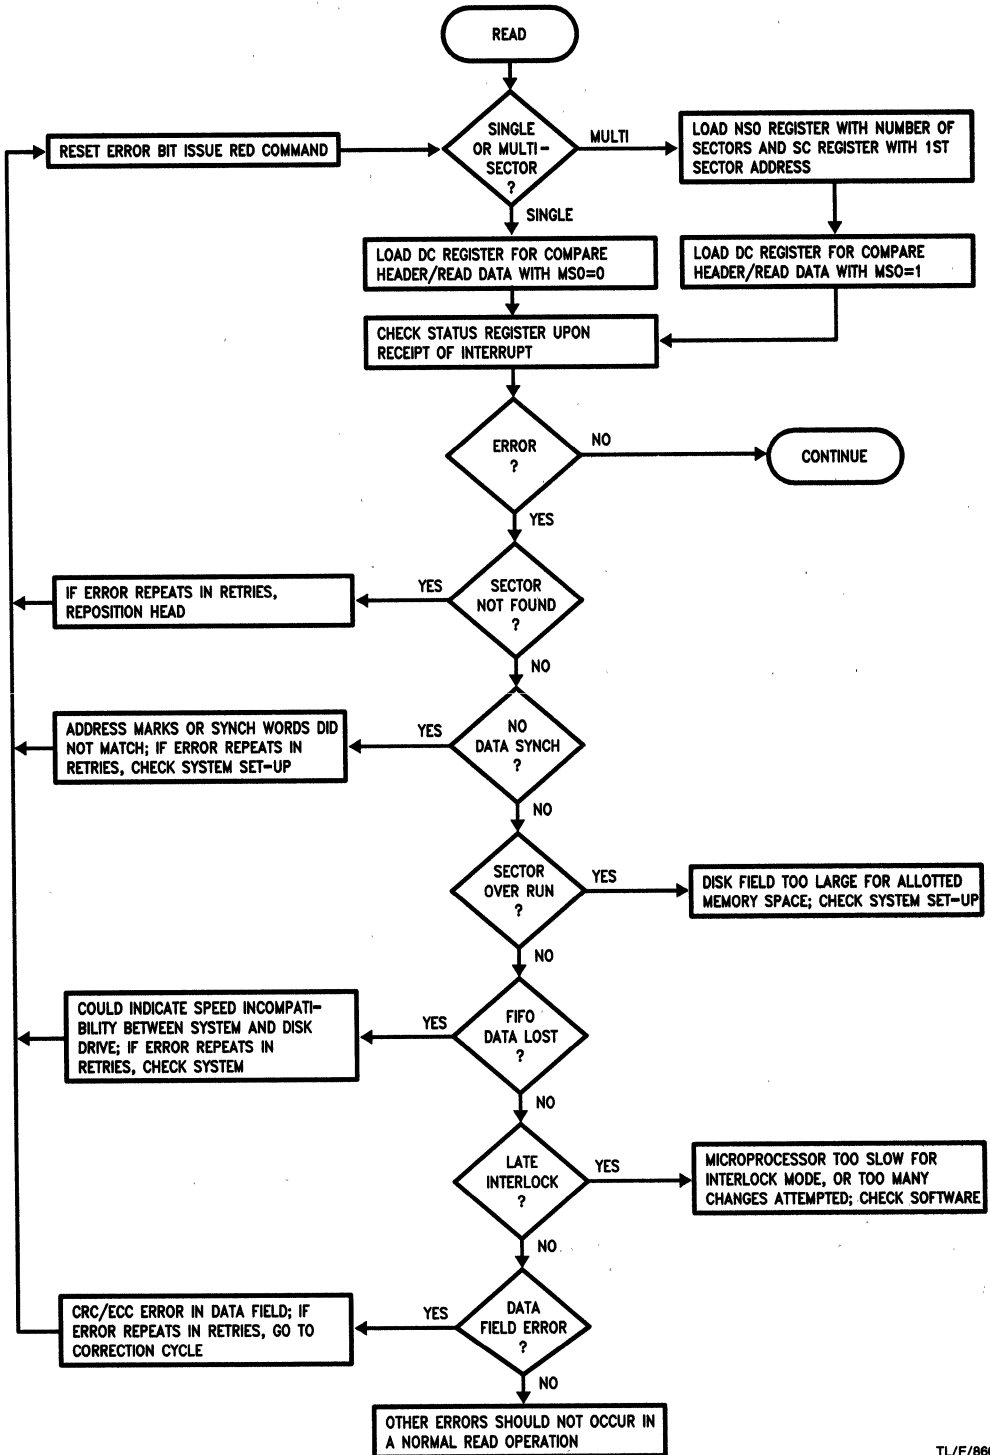 READ
SINGLE
OR MULTI-
SECTOR
?
MULTI
SINGLE
RESET ERROR BIT ISSUE RED COMMAND
LOAD NSO REGISTER WITH NUMBER OF
SECTORS AND SC REGISTER WITH 1ST
SECTOR ADDRESS
LOAD DC REGISTER FOR COMPARE
HEADER/READ DATA WITH MSO=0
LOAD DC REGISTER FOR COMPARE
HEADER/READ DATA WITH MSO=1
CHECK STATUS REGISTER UPON
RECEIPT OF INTERRUPT
ERROR
?
NO
CONTINUE
YES
SECTOR
NOT FOUND
?
YES
IF ERROR REPEATS IN RETRIES,
REPOSITION HEAD
NO
NO
DATA SYNCH
?
YES
ADDRESS MARKS OR SYNCH WORDS DID
NOT MATCH; IF ERROR REPEATS IN
RETRIES, CHECK SYSTEM SET-UP
NO
SECTOR
OVER RUN
?
YES
DISK FIELD TOO LARGE FOR ALLOTTED
MEMORY SPACE; CHECK SYSTEM SET-UP
NO
FIFO
DATA LOST
?
YES
COULD INDICATE SPEED INCOMPATI-
BILITY BETWEEN SYSTEM AND DISK
DRIVE; IF ERROR REPEATS IN
RETRIES, CHECK SYSTEM
NO
LATE
INTERLOCK
?
YES
MICROPROCESSOR TOO SLOW FOR
INTERLOCK MODE, OR TOO MANY
CHANGES ATTEMPTED; CHECK SOFTWARE
NO
DATA
FIELD ERROR
?
YES
CRC/ECC ERROR IN DATA FIELD; IF
ERROR REPEATS IN RETRIES, GO TO
CORRECTION CYCLE
NO
OTHER ERRORS SHOULD NOT OCCUR IN
A NORMAL READ OPERATION